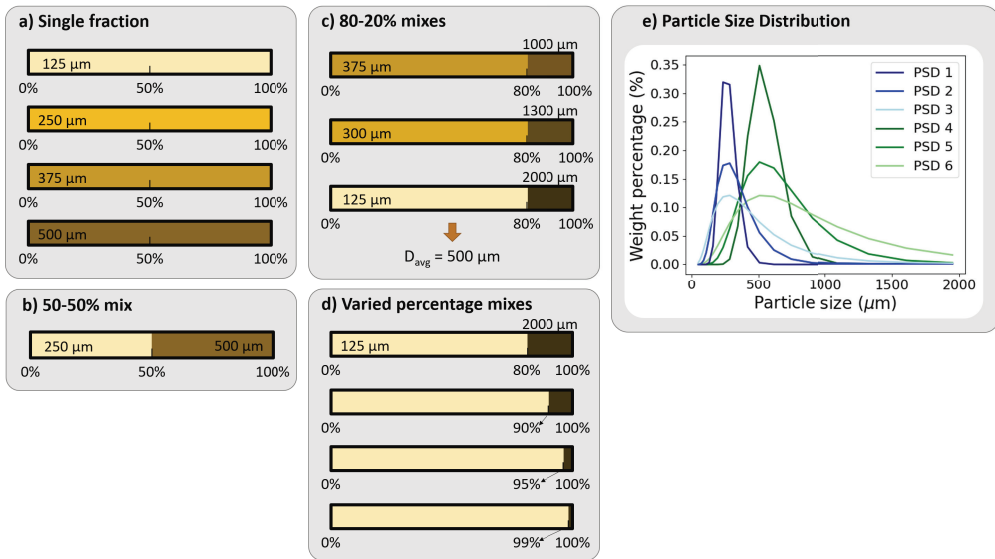 a) Single fraction
125 µm
0% 50% 100%
250 µm
0% 50% 100%
375 µm
0% 50% 100%
500 µm
0% 50% 100%
b) 50-50% mix
250 µm 500 µm
0% 50% 100%
c) 80-20% mixes
1000 µm
375 µm
0% 80% 100%
1300 µm
300 µm
0% 80% 100%
2000 µm
125 µm
0% 80% 100%
Davg = 500 µm
d) Varied percentage mixes
2000 µm
125 µm
0% 80% 100%
0% 90% 100%
0% 95% 100%
0% 99% 100%
e) Particle Size Distribution
Weight percentage (%)
0.35
0.30
0.25
0.20
0.15
0.10
0.05
0.00
PSD 1
PSD 2
PSD 3
PSD 4
PSD 5
PSD 6
0 500 1000 1500 2000
Particle size (µm)